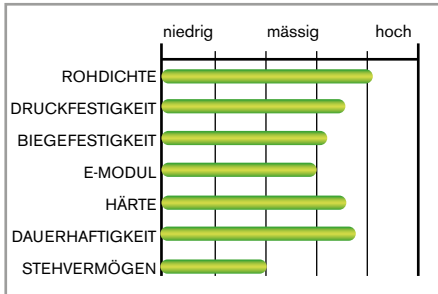 niedrig mässig hoch
ROHDICHTE
DRUCKFESTIGKEIT
BIEGEFESTIGKEIT
E-MODUL
HÄRTE
DAUERHAFTIGKEIT
STEHVERMÖGEN